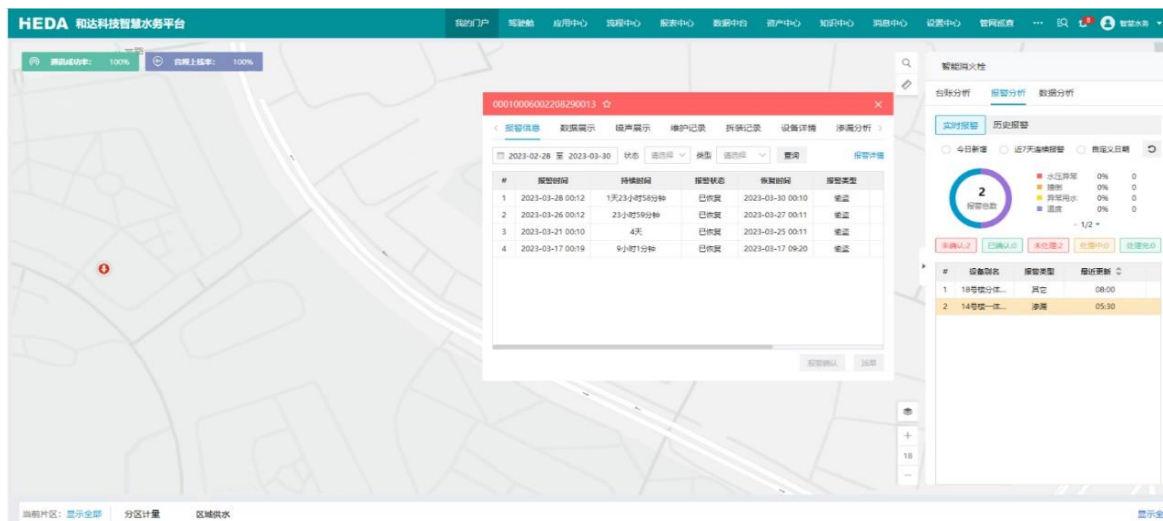 HEDA 和达科技智慧水务平台
我的门户 驾驶舱 应用中心 流程中心 报表中心 数据中台 资产中心 知识中心 消息中心 设置中心 管网巡查 ... 智慧水务
通讯成功率: 100% 在线上线率: 100%
00010006002208290013
报警信息 数据展示 噪声展示 维护记录 拆装记录 设备详情 渗漏分析
2023-02-28 至 2023-03-30 状态 请选择 类型 请选择 查询 报警详情
# 报警时间 持续时间 报警状态 恢复时间 报警类型
1 2023-03-28 00:12 1天23小时58分钟 已恢复 2023-03-30 00:10 偷盗
2 2023-03-26 00:12 23小时59分钟 已恢复 2023-03-27 00:11 偷盗
3 2023-03-21 00:10 4天 已恢复 2023-03-25 00:11 偷盗
4 2023-03-17 00:19 9小时1分钟 已恢复 2023-03-17 09:20 偷盗
报警确认 派单
智能消火栓
台账分析 报警分析 数据分析
实时报警 历史报警
今日新增 近7天连续报警 自定义日期
2
报警总数
水压异常 0% 0
撞倒 0% 0
异常用水 0% 0
温度 0% 0
1/2
未确认:2 已确认:0 未处理:2 处理中:0 处理完:0
# 设备别名 报警类型 最近更新
1 18号楼分体... 其它 08:00
2 14号楼一体... 渗漏 05:30
18
当前片区: 显示全部 分区计量 区域供水 显示全